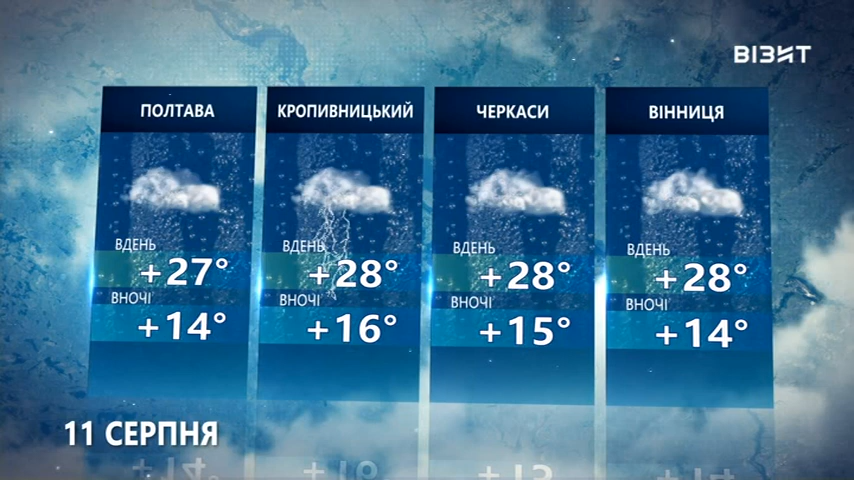 ВІЗИТ
ПОЛТАВА
ВДЕНЬ
+27°
ВНОЧІ
+14°
КРОПИВНИЦЬКИЙ
ВДЕНЬ
+28°
ВНОЧІ
+16°
ЧЕРКАСИ
ВДЕНЬ
+28°
ВНОЧІ
+15°
ВІННИЦЯ
ВДЕНЬ
+28°
ВНОЧІ
+14°
11 СЕРПНЯ